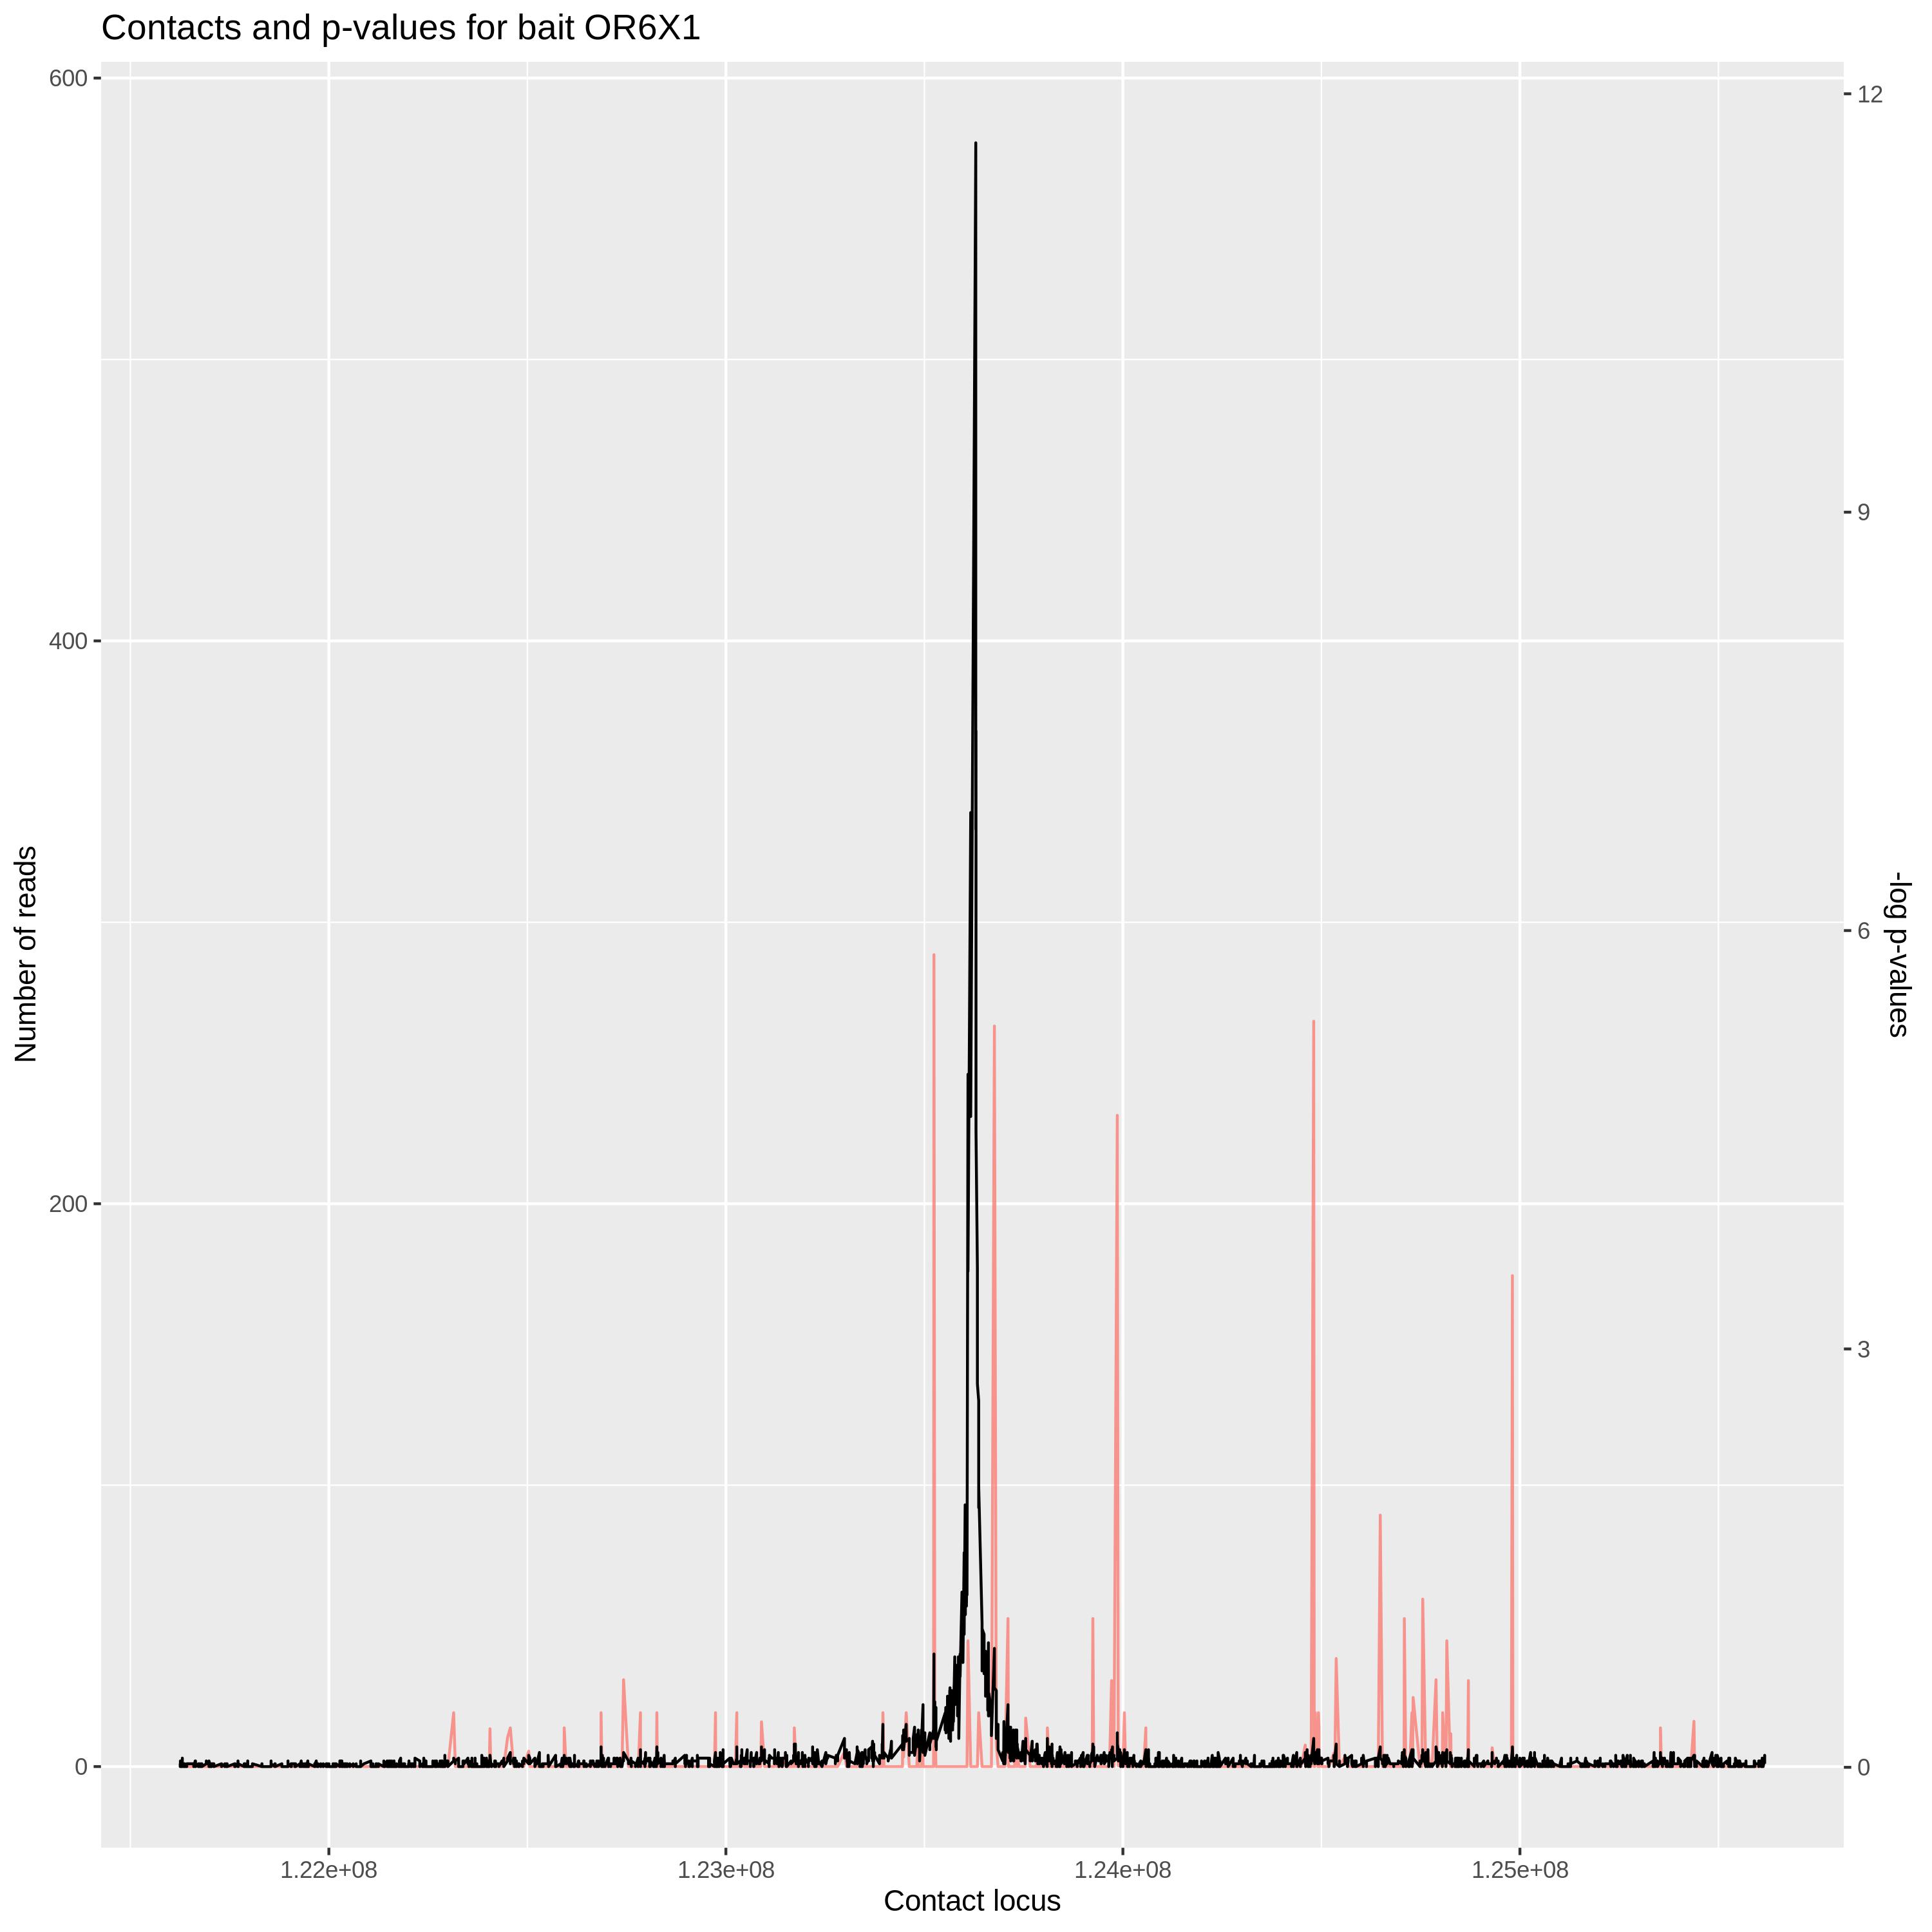 Contacts and p-values for bait OR6X1
600
400
200
0
Number of reads
12
9
6
3
0
-log p-values
1.22e+08
1.23e+08
1.24e+08
1.25e+08
Contact locus